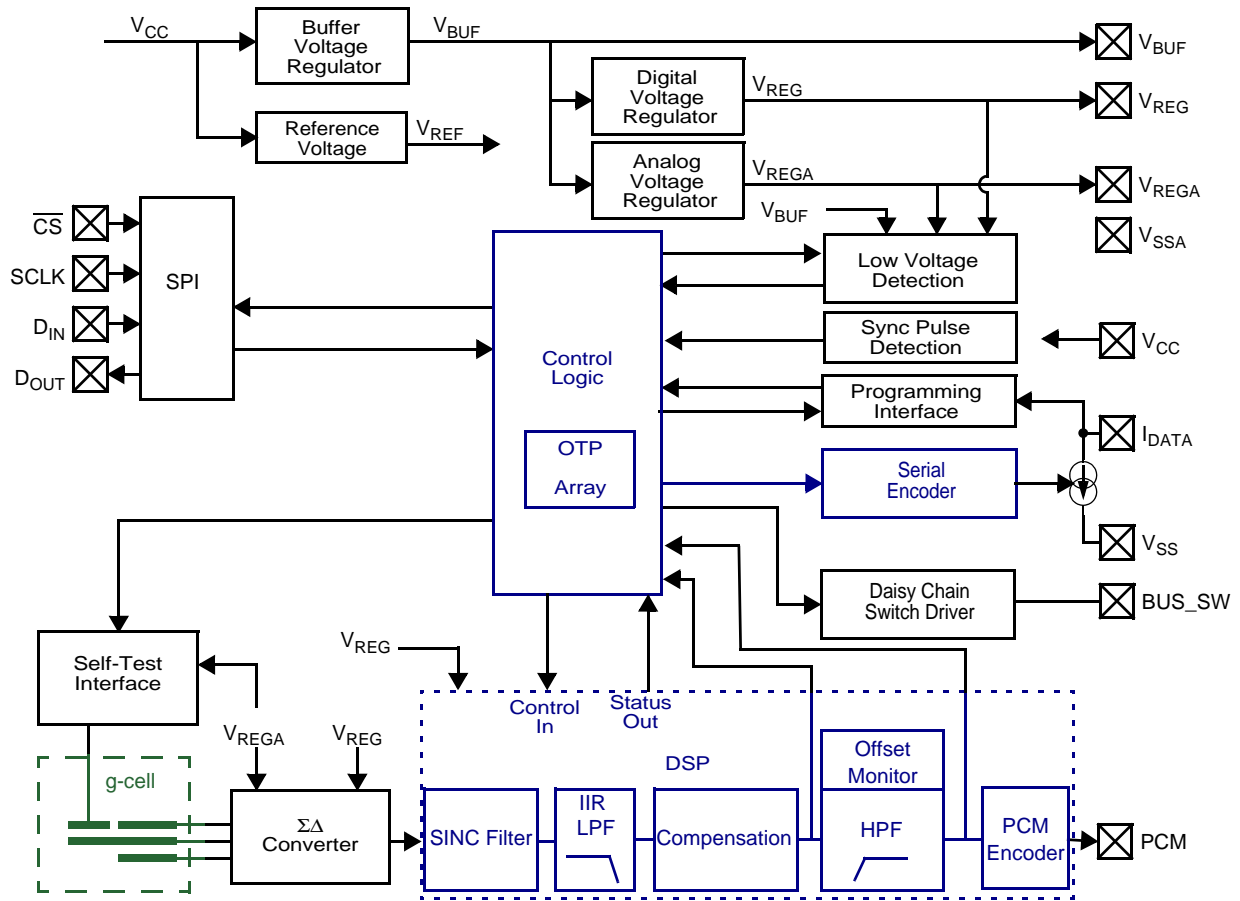 VCC
Buffer
Voltage
Regulator
VBUF
VBUF
Digital
Voltage
Regulator
VREG
VREG
Reference
Voltage
VREF
Analog
Voltage
Regulator
VREGA
VREGA
VBUF
VSSA
CS
SCLK
DIN
DOUT
SPI
Control
Logic
OTP
Array
Low Voltage
Detection
Sync Pulse
Detection
VCC
Programming
Interface
IDATA
Serial
Encoder
VSS
Daisy Chain
Switch Driver
BUS_SW
Self-Test
Interface
VREG
VREGA
VREG
Control
In
Status
Out
DSP
Offset
Monitor
g-cell
ΣΔ
Converter
SINC Filter
IIR
LPF
Compensation
HPF
PCM
Encoder
PCM